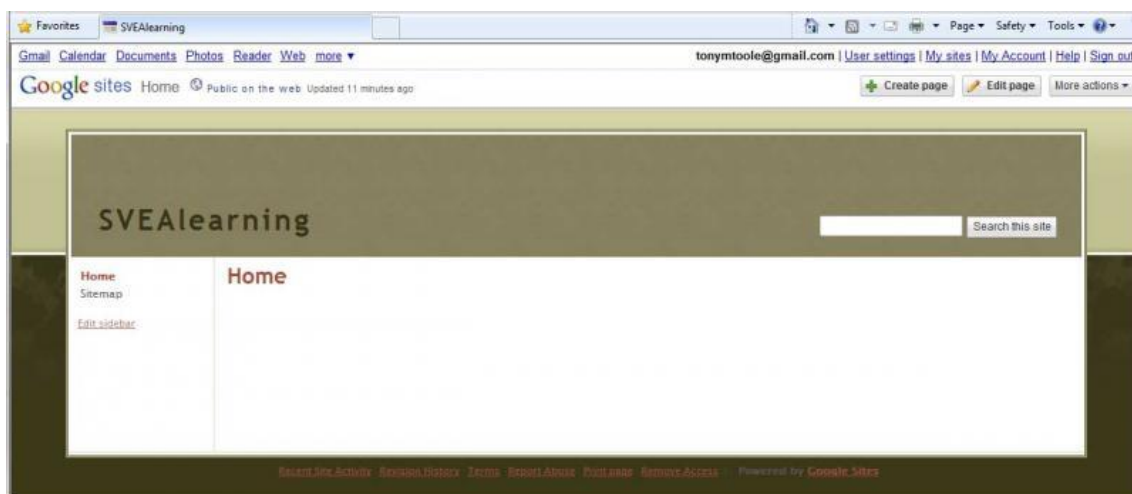 Favorites SVEAlearning Page Safety Tools
Gmail Calendar Documents Photos Reader Web more ▼ tonymtoole@gmail.com | User settings | My sites | My Account | Help | Sign out
Google sites Home Public on the web Updated 11 minutes ago Create page Edit page More actions
SVEAlearning
Search this site
Home Home
Sitemap
Edit sidebar
Recent Site Activity Revision History Terms Report Abuse Print page Remove Access | Powered by Google Sites